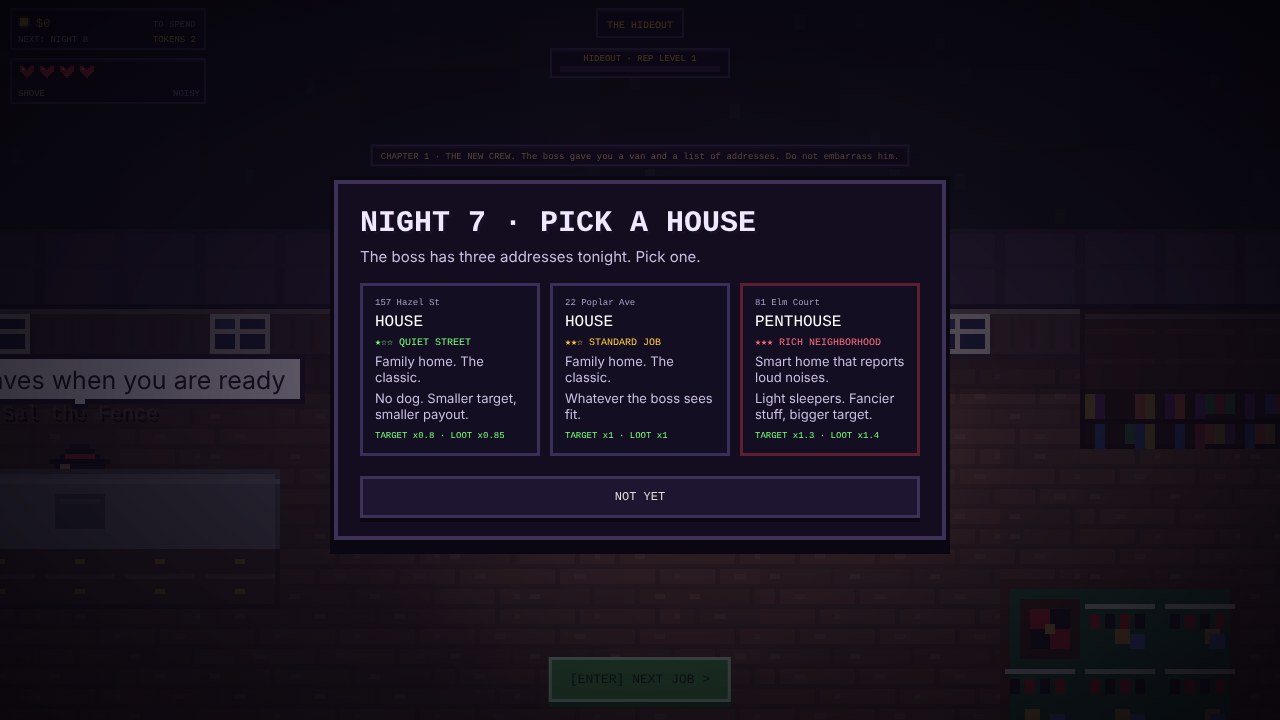 $0
TO SPEND
NEXT: NIGHT 8
TOKENS 2
SHOVE
NOISY
THE HIDEOUT
HIDEOUT · REP LEVEL 1
CHAPTER 1 · THE NEW CREW. The boss gave you a van and a list of addresses. Do not embarrass him.
NIGHT 7 · PICK A HOUSE
The boss has three addresses tonight. Pick one.
157 Hazel St
HOUSE
★☆☆ QUIET STREET
Family home. The
classic.
No dog. Smaller target,
smaller payout.
TARGET x0.8 · LOOT x0.85
22 Poplar Ave
HOUSE
★★☆ STANDARD JOB
Family home. The
classic.
Whatever the boss sees
fit.
TARGET x1 · LOOT x1
81 Elm Court
PENTHOUSE
★★★ RICH NEIGHBORHOOD
Smart home that reports
loud noises.
Light sleepers. Fancier
stuff, bigger target.
TARGET x1.3 · LOOT x1.4
NOT YET
when you are ready
Sal the Fence
[ENTER] NEXT JOB >